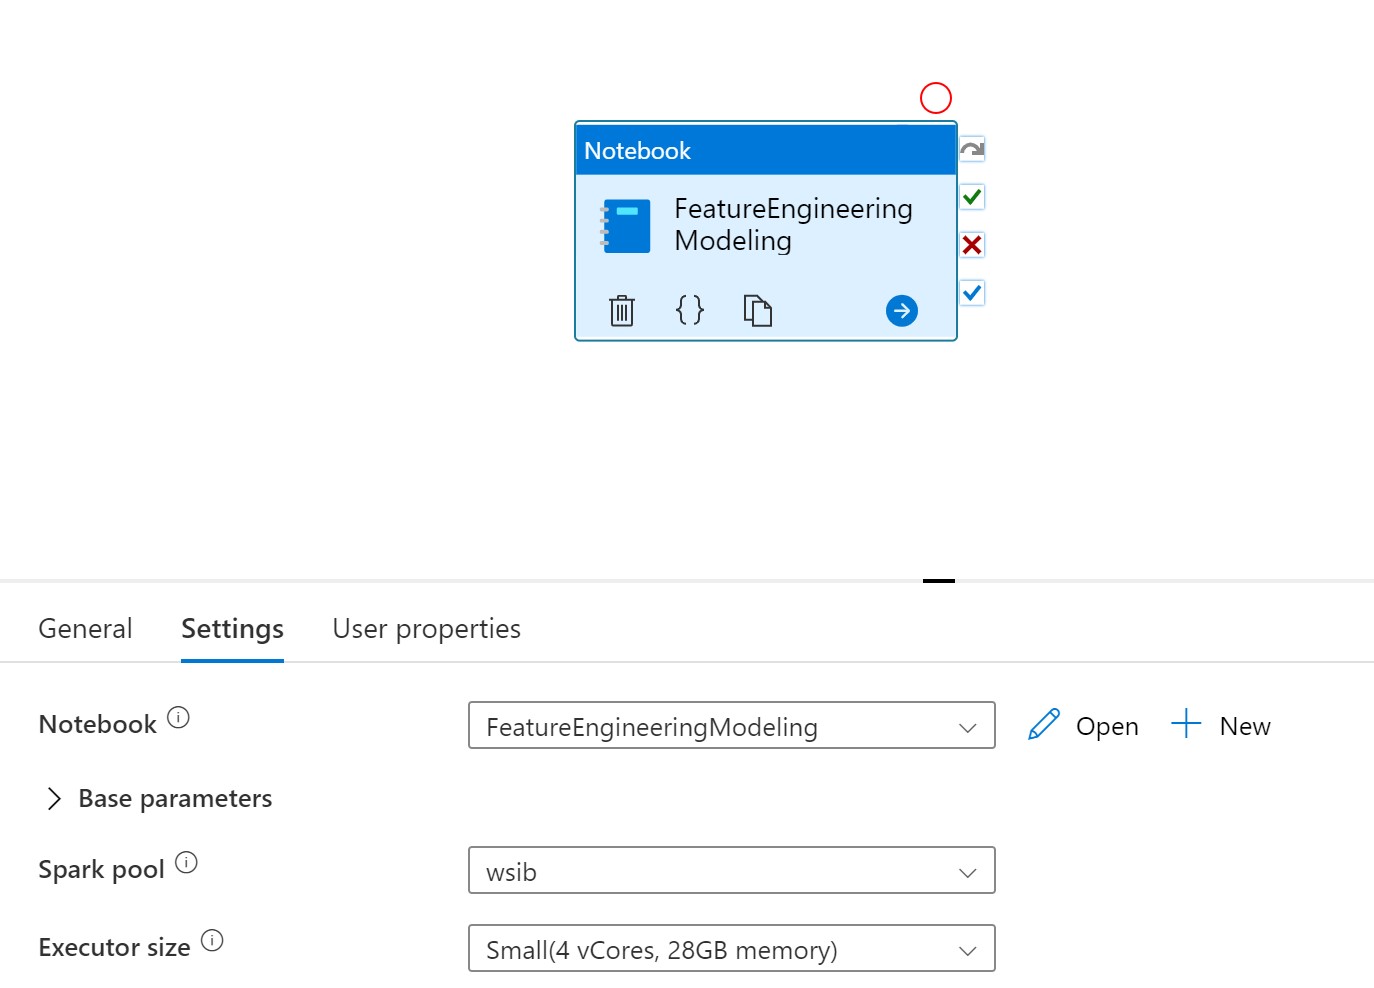 Notebook
FeatureEngineering
Modeling
General Settings User properties
Notebook FeatureEngineeringModeling Open New
Base parameters
Spark pool wsib
Executor size Small(4 vCores, 28GB memory)